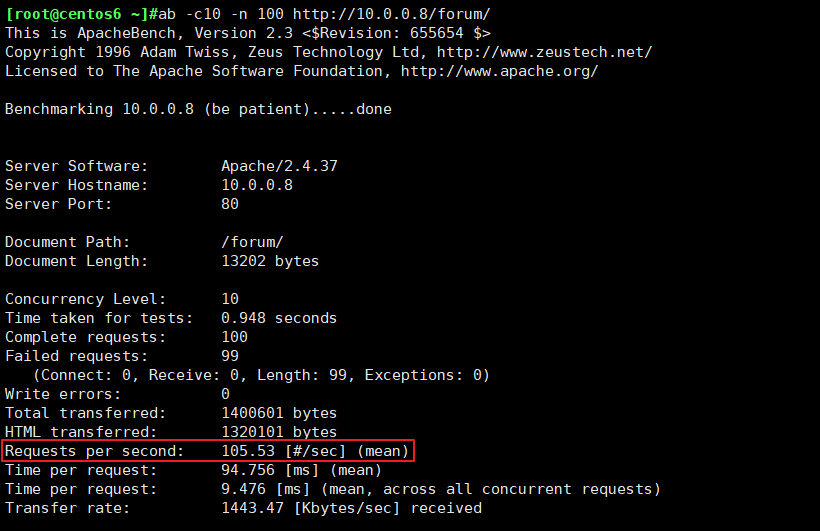 [root@centos6 ~]#ab -c10 -n 100 http://10.0.0.8/forum/
This is ApacheBench, Version 2.3 <$Revision: 655654 $>
Copyright 1996 Adam Twiss, Zeus Technology Ltd, http://www.zeustech.net/
Licensed to The Apache Software Foundation, http://www.apache.org/
Benchmarking 10.0.0.8 (be patient).....done
Server Software:        Apache/2.4.37
Server Hostname:        10.0.0.8
Server Port:            80
Document Path:          /forum/
Document Length:        13202 bytes
Concurrency Level:      10
Time taken for tests:   0.948 seconds
Complete requests:      100
Failed requests:        99
   (Connect: 0, Receive: 0, Length: 99, Exceptions: 0)
Write errors:           0
Total transferred:      1400601 bytes
HTML transferred:       1320101 bytes
Requests per second:    105.53 [#/sec] (mean)
Time per request:       94.756 [ms] (mean)
Time per request:       9.476 [ms] (mean, across all concurrent requests)
Transfer rate:          1443.47 [Kbytes/sec] received